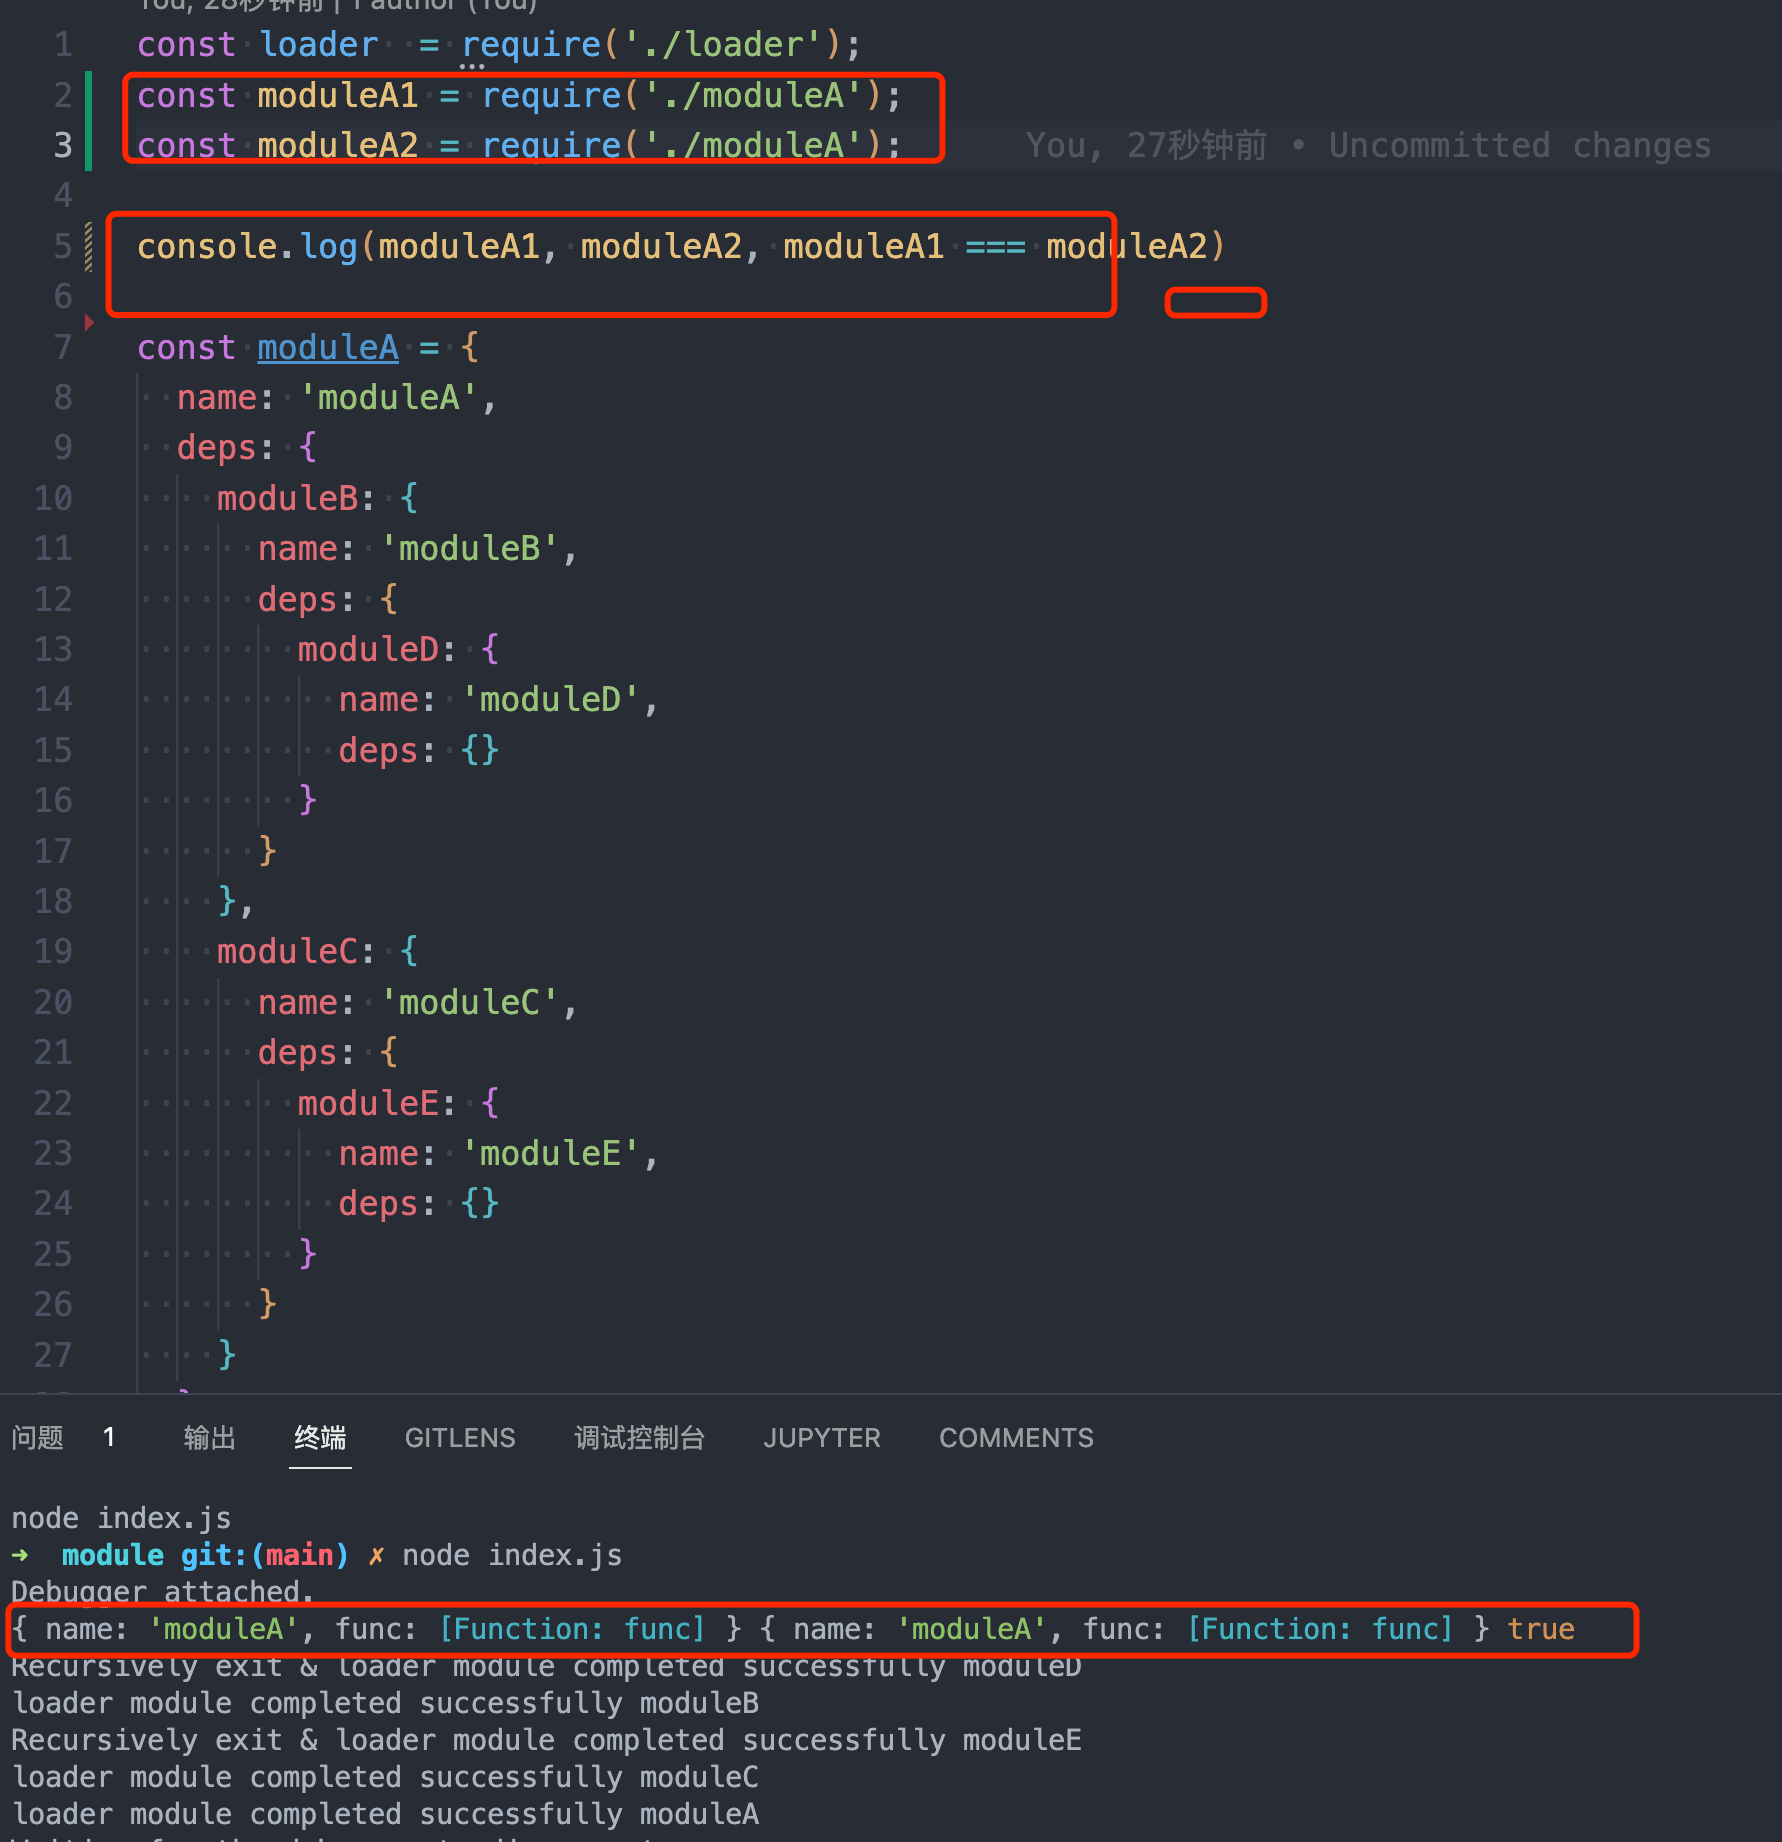 You, 28秒钟前 | 1 author (You)
1 const loader  = require('./loader');
2 const moduleA1 = require('./moduleA');
3 const moduleA2 = require('./moduleA'); You, 27秒钟前 • Uncommitted changes
4
5 console.log(moduleA1, moduleA2, moduleA1 === moduleA2)
6
7 const moduleA = {
8   name: 'moduleA',
9   deps: {
10     moduleB: {
11       name: 'moduleB',
12       deps: {
13         moduleD: {
14           name: 'moduleD',
15           deps: {}
16         }
17       }
18     },
19     moduleC: {
20       name: 'moduleC',
21       deps: {
22         moduleE: {
23           name: 'moduleE',
24           deps: {}
25         }
26       }
27     }
问题 1 输出 终端 GITLENS 调试控制台 JUPYTER COMMENTS
node index.js
➜  module git:(main) ✗ node index.js
Debugger attached.
{ name: 'moduleA', func: [Function: func] } { name: 'moduleA', func: [Function: func] } true
Recursively exit & loader module completed successfully moduleD
loader module completed successfully moduleB
Recursively exit & loader module completed successfully moduleE
loader module completed successfully moduleC
loader module completed successfully moduleA